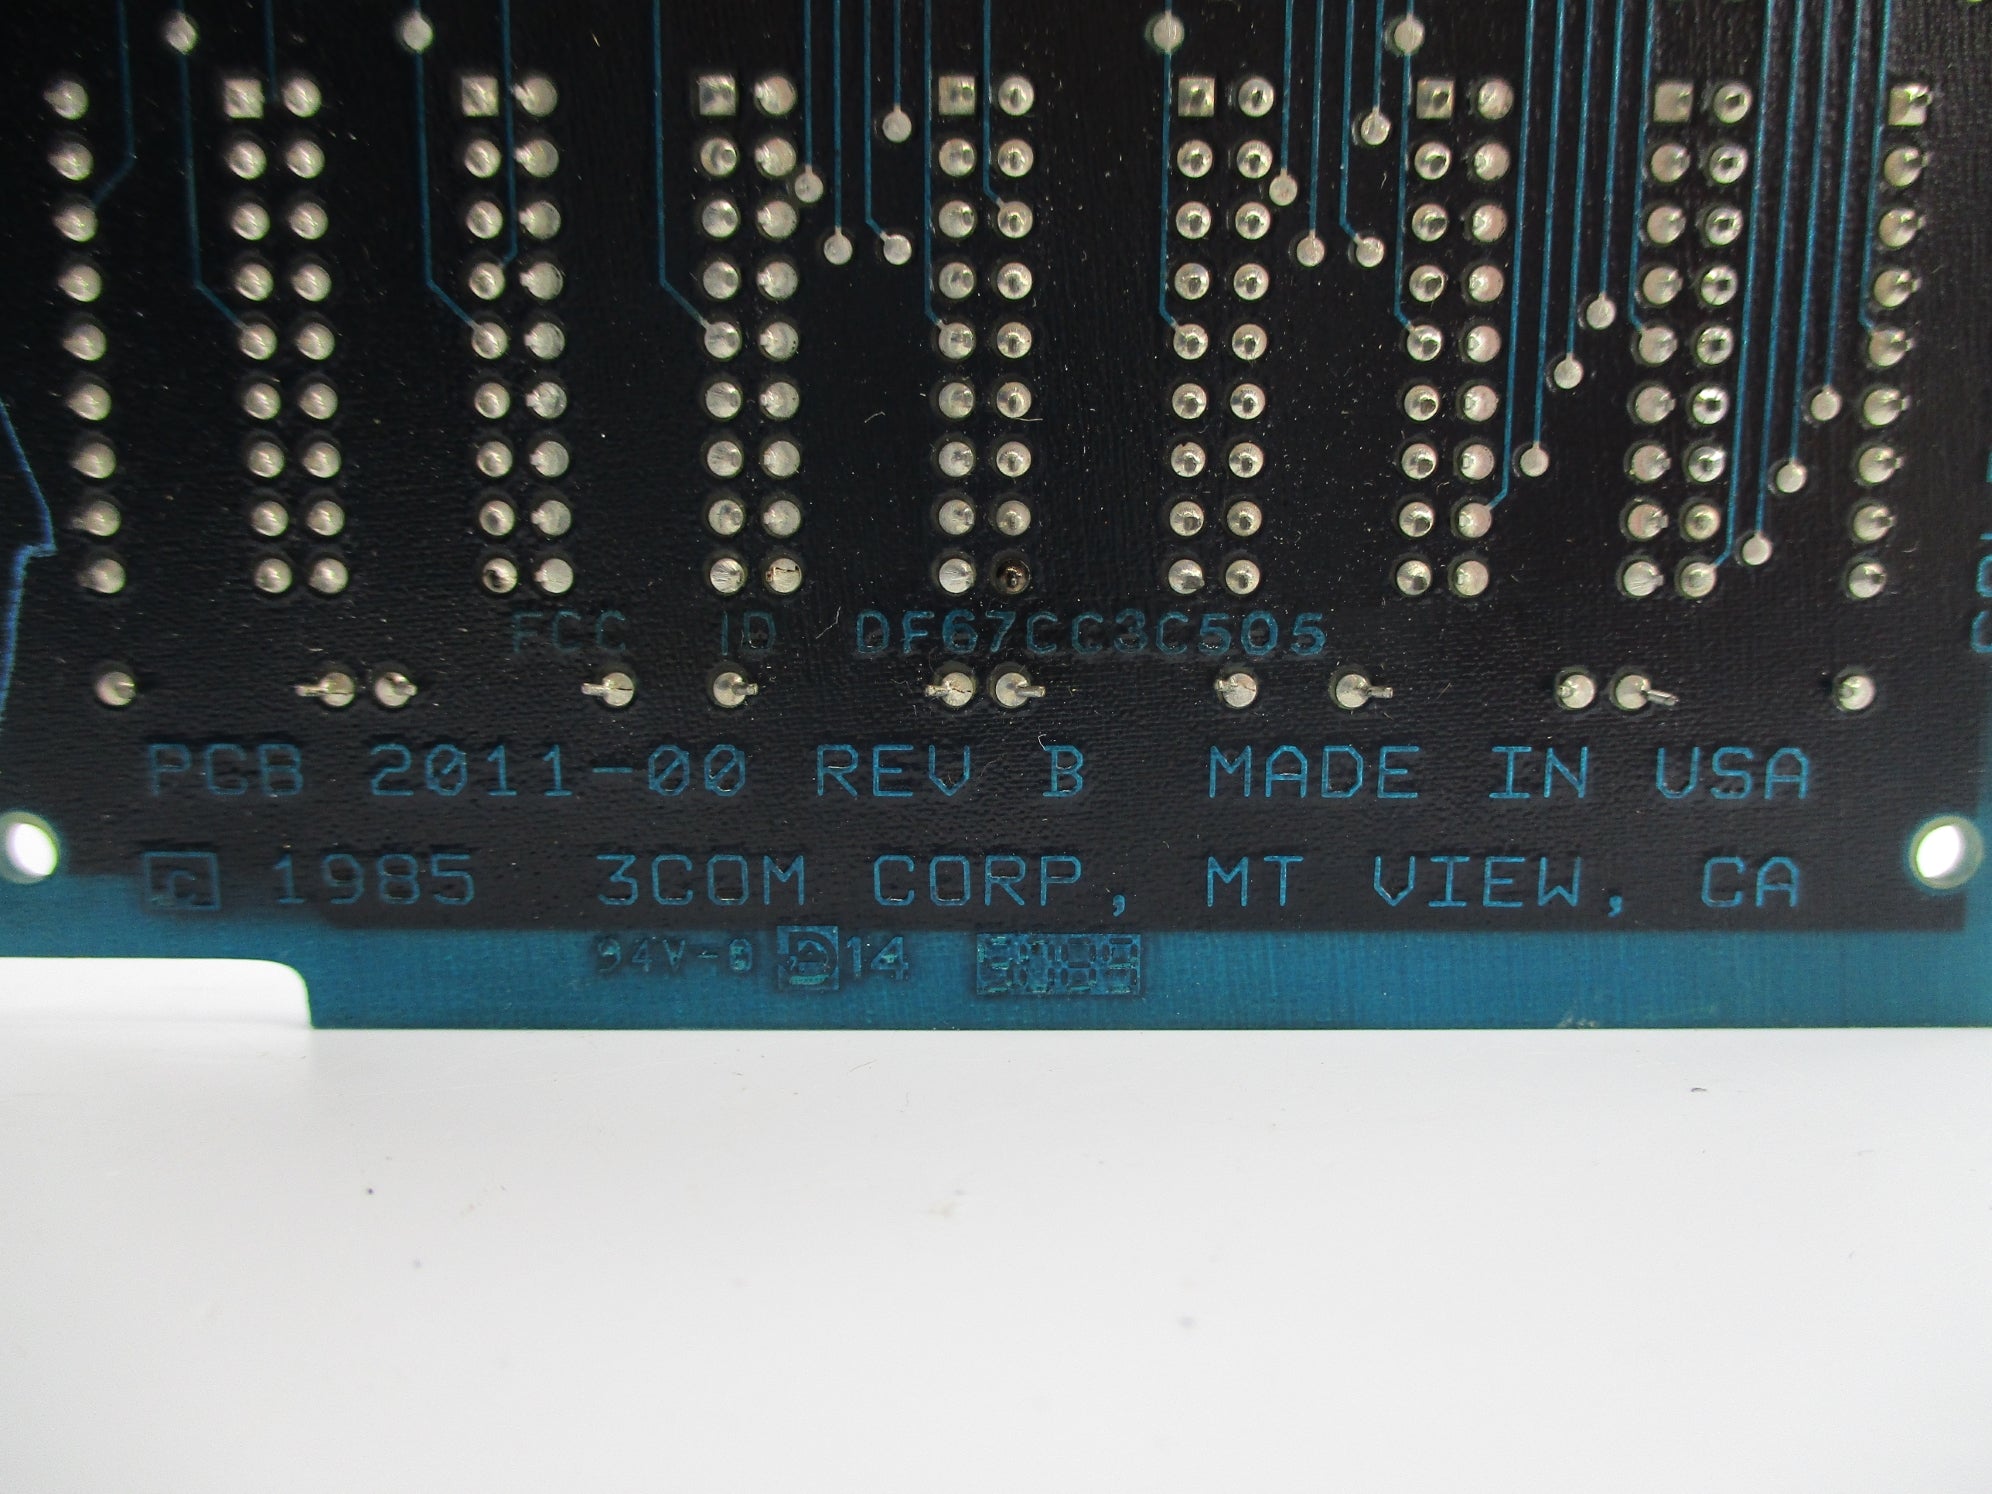 FCC ID DF67CC3C505
PCB 2011-00 REV B MADE IN USA
© 1985 3COM CORP, MT VIEW, CA
94V-0 D 14